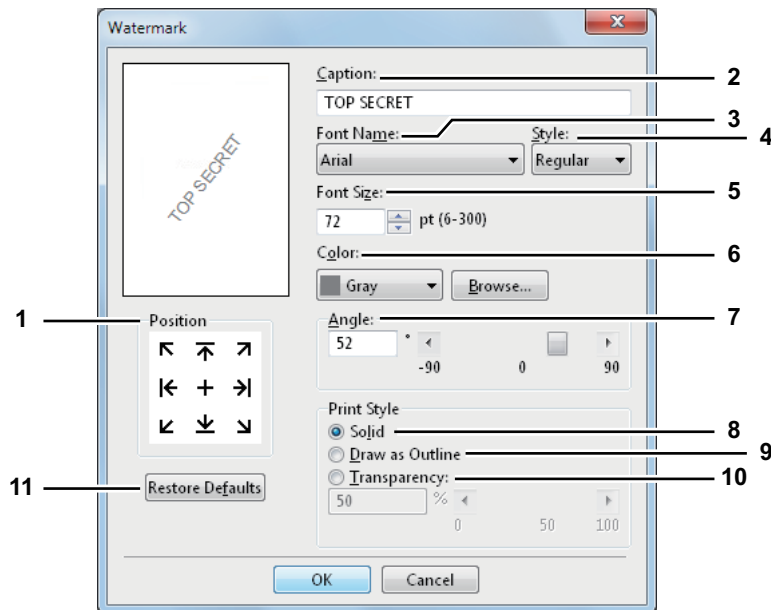 Watermark
X
TOP SECRET
Caption: 2
TOP SECRET
Font Name: 3 Style: 4
Arial Regular
Font Size: 5
72 pt (6-300)
Color: 6
Gray Browse...
1 Position
Angle: 7
52 °
-90 0 90
Print Style
Solid 8
Draw as Outline 9
Transparency: 10
50 %
0 50 100
11 Restore Defaults
OK Cancel